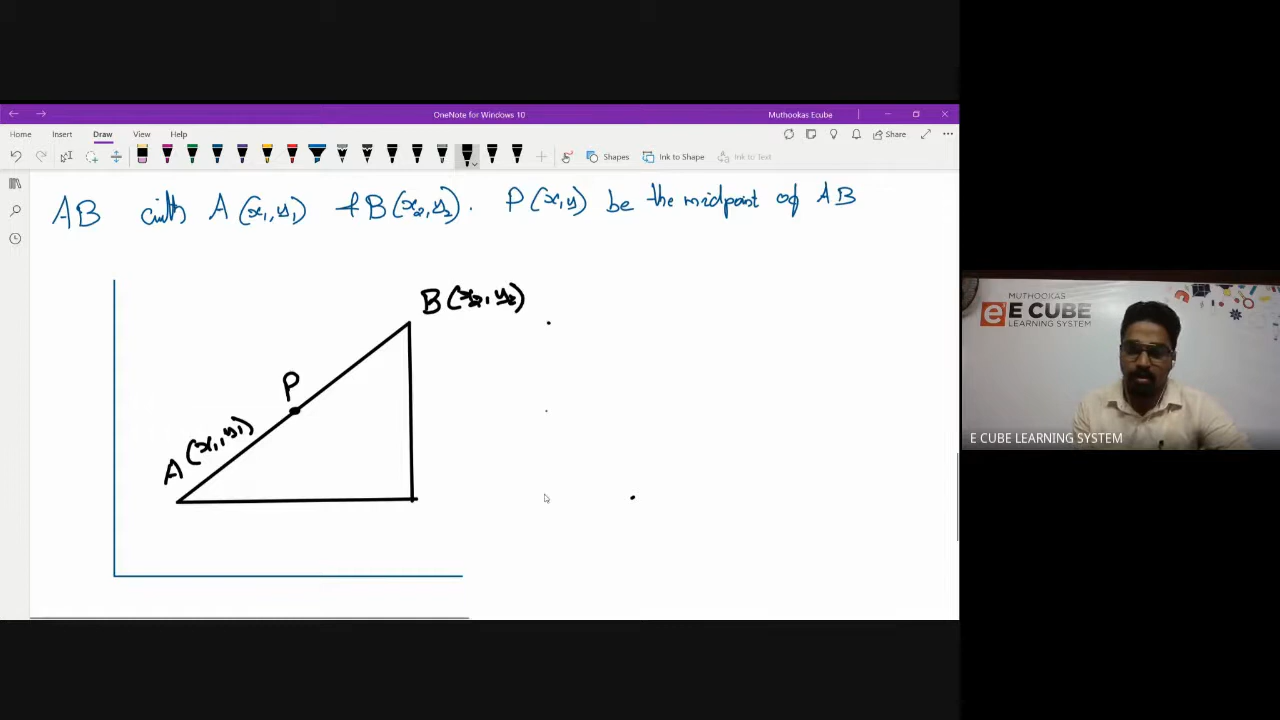 OneNote for Windows 10
Muthookas Ecube
Home Insert Draw View Help
Share
Shapes
Ink to Shape
Ink to Text
AB with A(x₁, y₁) & B(x₂, y₂). P(x, y) be the midpoint of AB
B(x₂, y₂)
P
A(x₁, y₁)
MUTHOOKAS
e E CUBE
LEARNING SYSTEM
E CUBE LEARNING SYSTEM